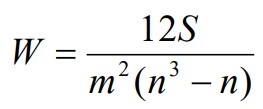 W = 12S / m²(n³ − n)